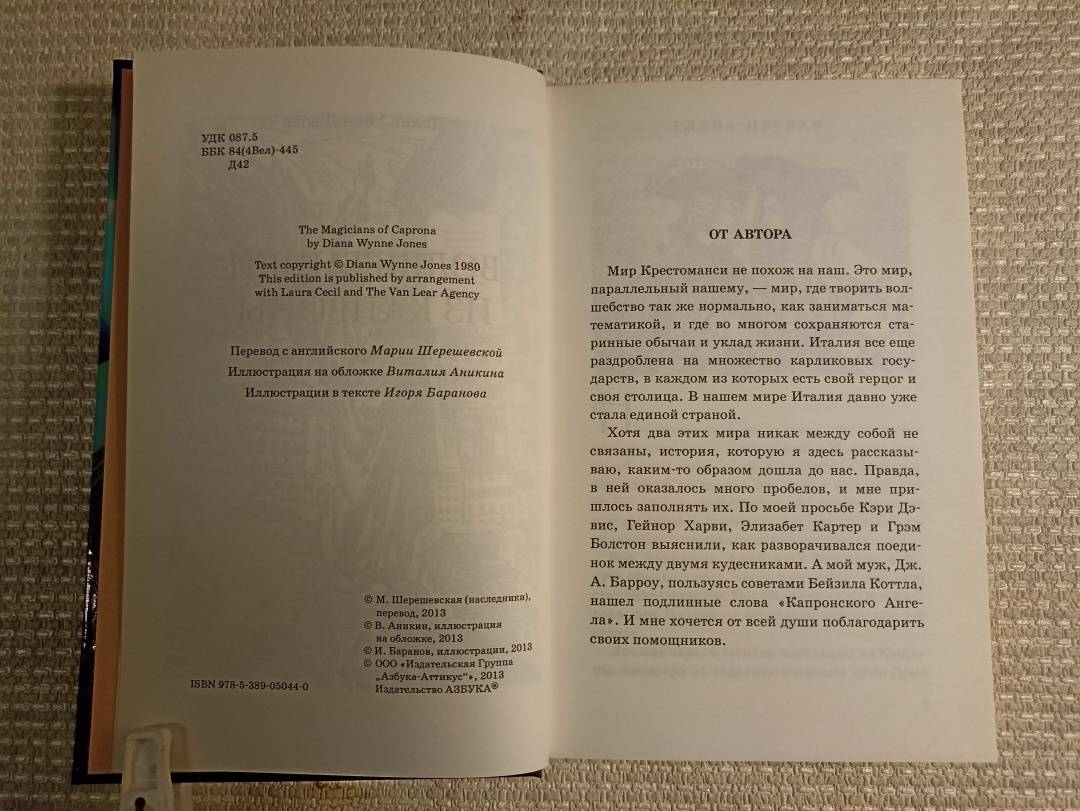 УДК 087.5
ББК 84(4Вел)-445
Д42
The Magicians of Caprona
by Diana Wynne Jones
Text copyright © Diana Wynne Jones 1980
This edition is published by arrangement
with Laura Cecil and The Van Lear Agency
Перевод с английского Марии Шерешевской
Иллюстрация на обложке Виталия Аникина
Иллюстрации в тексте Игоря Баранова
© М. Шерешевская (наследники),
перевод, 2013
© В. Аникин, иллюстрация
на обложке, 2013
© И. Баранов, иллюстрации, 2013
© ООО «Издательская Группа
„Азбука-Аттикус“», 2013
Издательство АЗБУКА®
ISBN 978-5-389-05044-0
ОТ АВТОРА
Мир Крестоманси не похож на наш. Это мир,
параллельный нашему, — мир, где творить вол-
шебство так же нормально, как заниматься ма-
тематикой, и где во многом сохраняются ста-
ринные обычаи и уклад жизни. Италия все еще
раздроблена на множество карликовых госу-
дарств, в каждом из которых есть свой герцог и
своя столица. В нашем мире Италия давно уже
стала единой страной.
Хотя два этих мира никак между собой не
связаны, история, которую я здесь рассказы-
ваю, каким-то образом дошла до нас. Правда,
в ней оказалось много пробелов, и мне при-
шлось заполнять их. По моей просьбе Кэри Дэ-
вис, Гейнор Харви, Элизабет Картер и Грэм
Болстон выяснили, как разворачивался поеди-
нок между двумя кудесниками. А мой муж, Дж.
А. Барроу, пользуясь советами Бейзила Коттла,
нашел подлинные слова «Капронского Анге-
ла». И мне хочется от всей души поблагодарить
своих помощников.